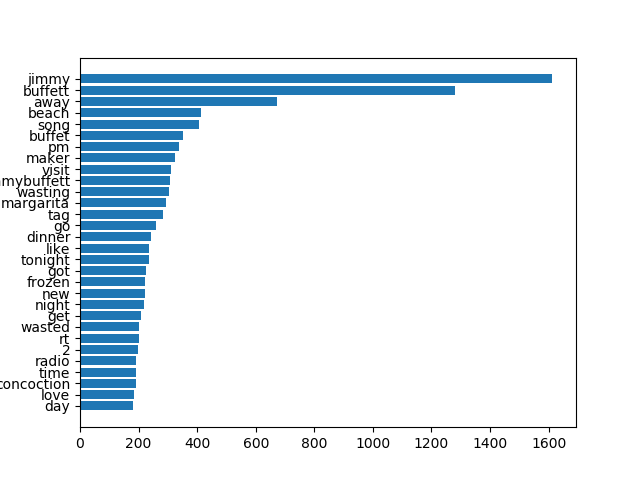 jimmy
buffett
away
beach
song
buffet
pm
maker
visit
mybuffett
wasting
margarita
tag
go
dinner
like
tonight
got
frozen
new
night
get
wasted
rt
2
radio
time
concoction
love
day
0 200 400 600 800 1000 1200 1400 1600